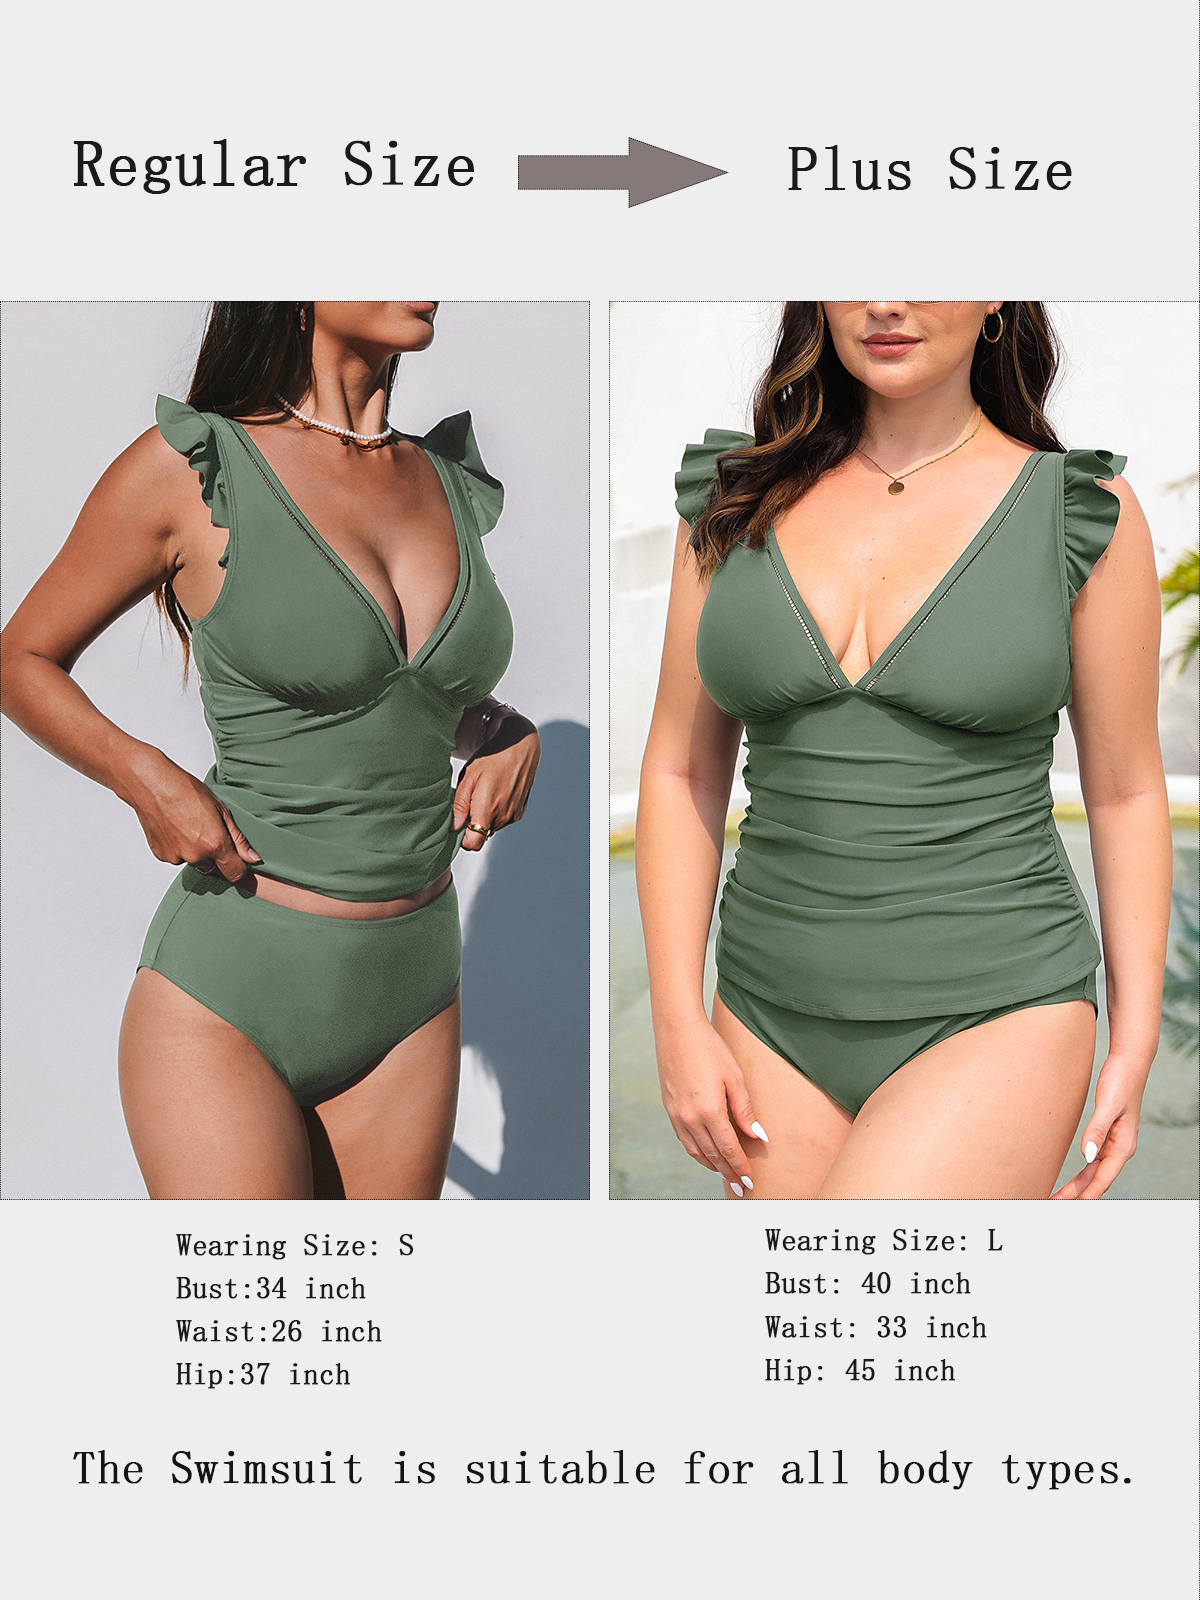 Regular Size
Plus Size
Wearing Size: S
Bust:34 inch
Waist:26 inch
Hip:37 inch
Wearing Size: L
Bust: 40 inch
Waist: 33 inch
Hip: 45 inch
The Swimsuit is suitable for all body types.